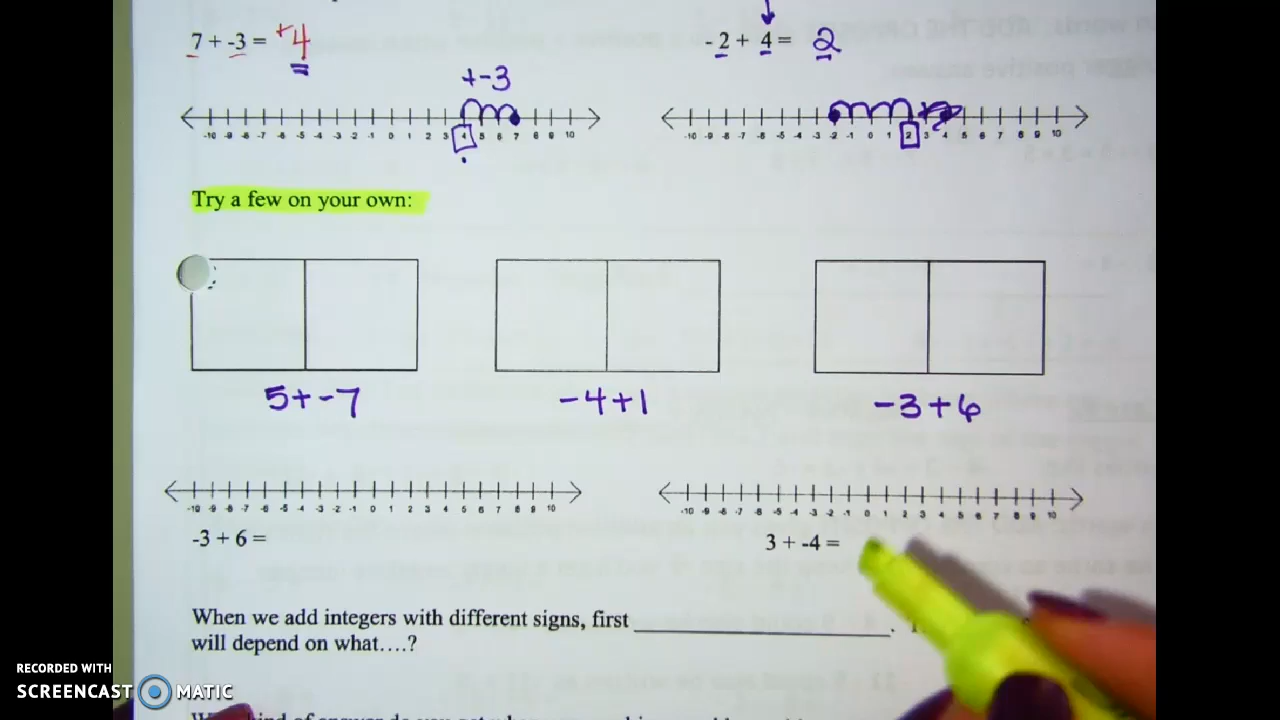 7 + -3 = +4
- 2 + 4 = 2
+-3
-10 -9 -8 -7 -6 -5 -4 -3 -2 -1 0 1 2 3 4 5 6 7 8 9 10
-10 -9 -8 -7 -6 -5 -4 -3 -2 -1 0 1 2 3 4 5 6 7 8 9 10
Try a few on your own:
5+-7
-4+1
-3+6
-10 -9 -8 -7 -6 -5 -4 -3 -2 -1 0 1 2 3 4 5 6 7 8 9 10
-10 -9 -8 -7 -6 -5 -4 -3 -2 -1 0 1 2 3 4 5 6 7 8 9 10
-3 + 6 =
3 + -4 =
When we add integers with different signs, first ____________.
will depend on what....?
RECORDED WITH
SCREENCAST MATIC